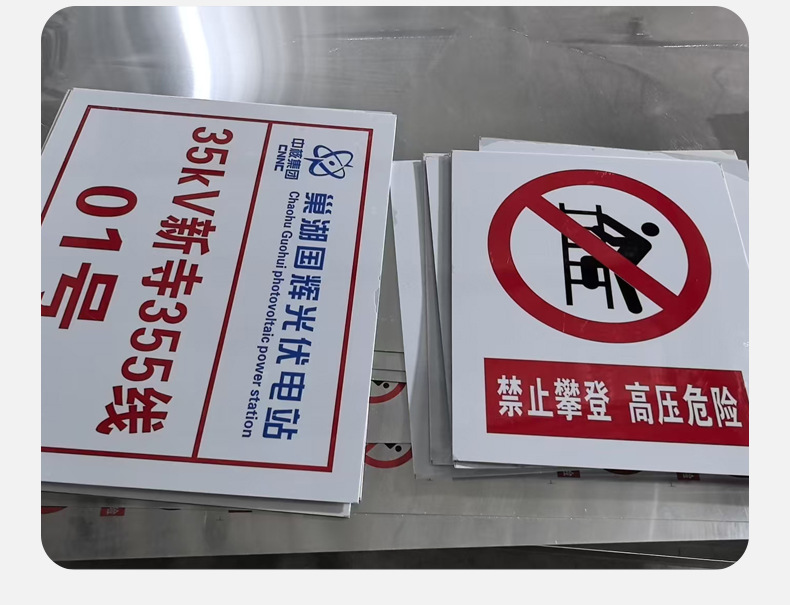 中核集团
CNNC
巢湖国辉光伏电站
Chaohu Guohui photovoltaic power station
35kV新寺355线
01号
禁止攀登 高压危险